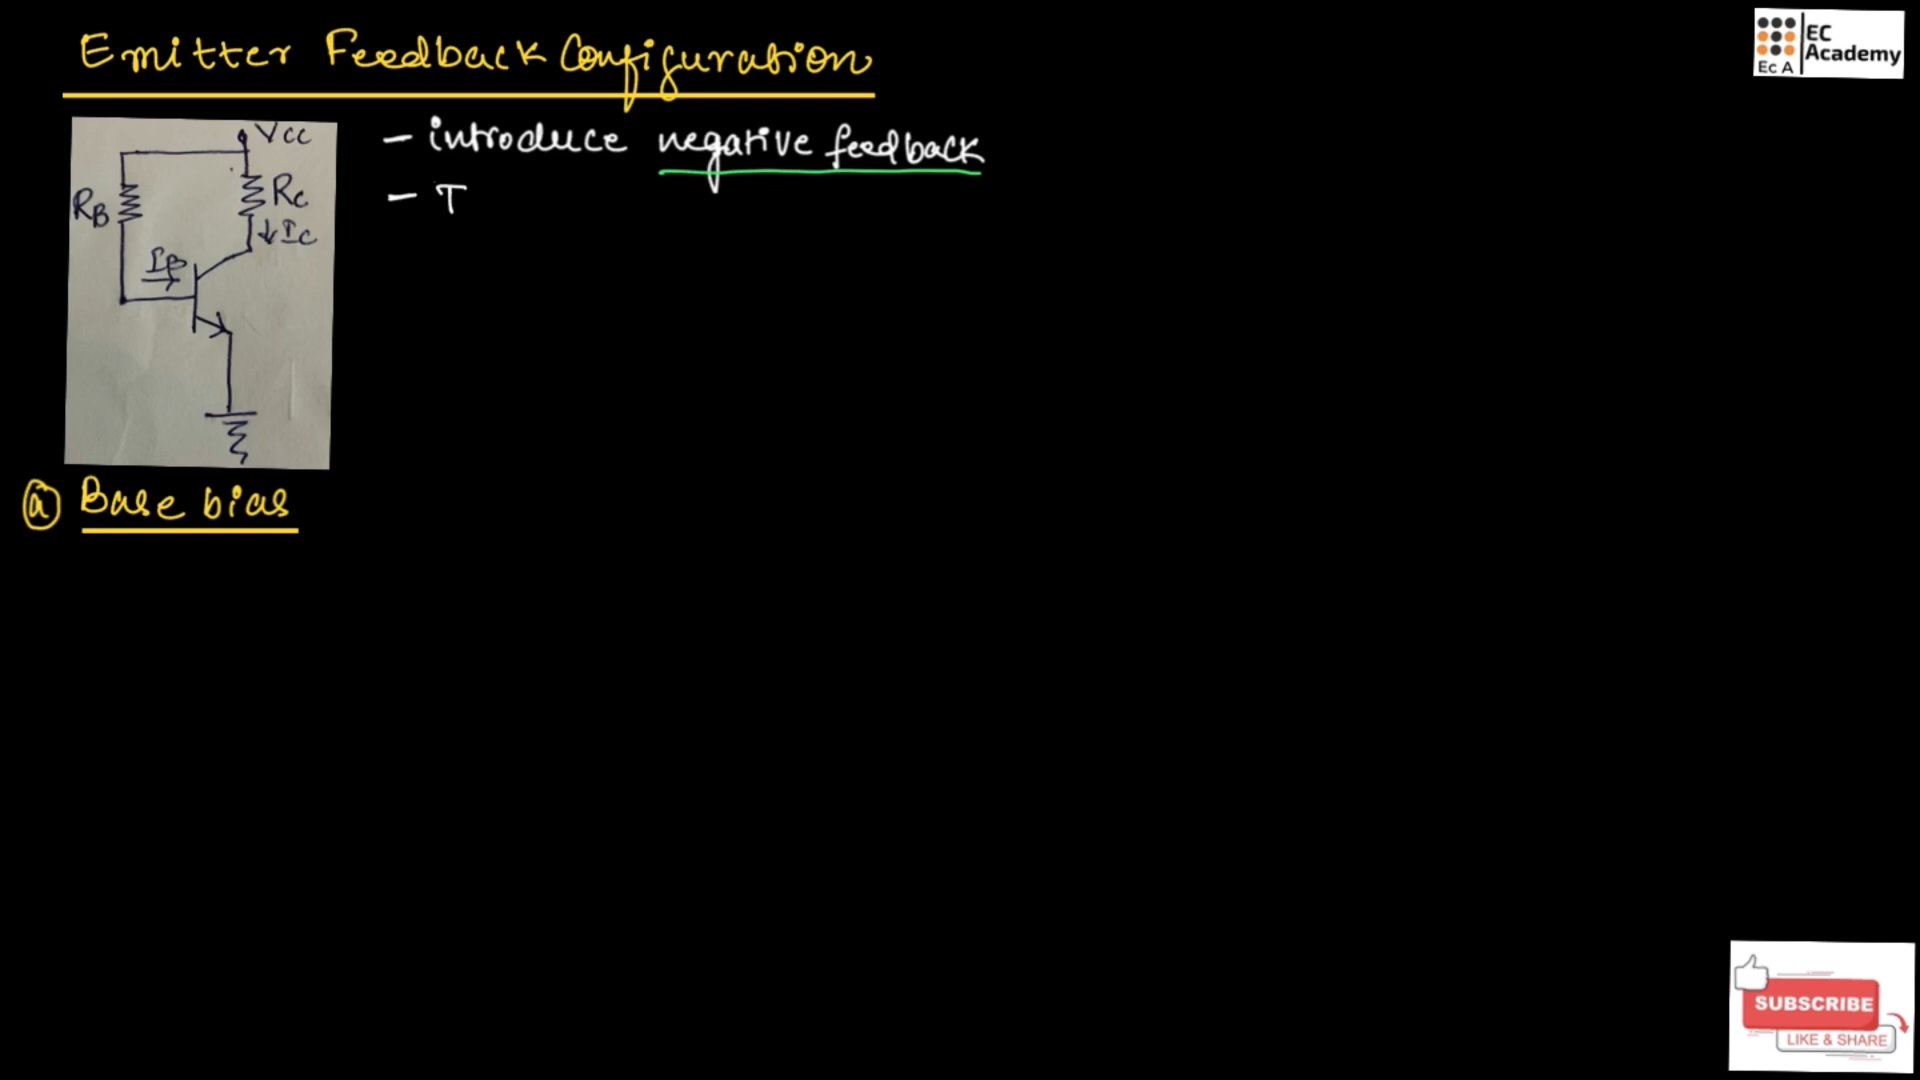 Emitter Feedback Configuration
EC
Academy
Ec A
Vcc
RB
Rc
↓Ic
IB
- introduce negative feedback
- T
ⓐ Base bias
SUBSCRIBE
LIKE & SHARE